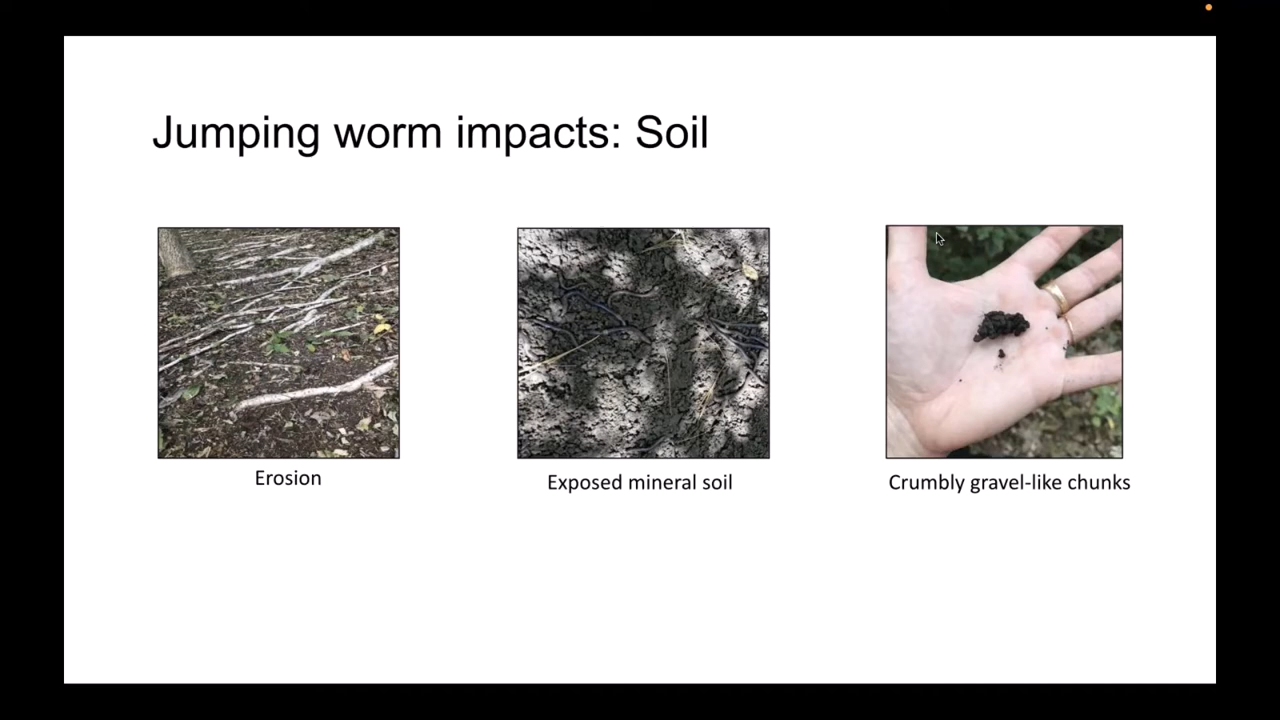 Jumping worm impacts: Soil
Erosion
Exposed mineral soil
Crumbly gravel-like chunks